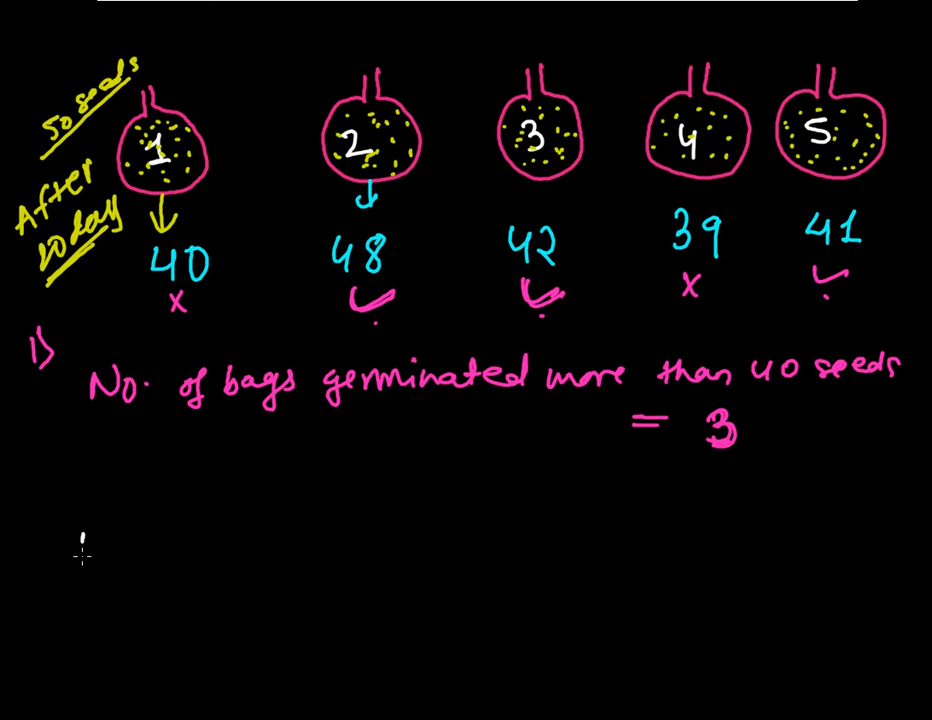 50 seeds
1 2 3 4 5
After
20 day
40 48 42 39 41
x x
1)
No. of bags germinated more than 40 seeds
= 3